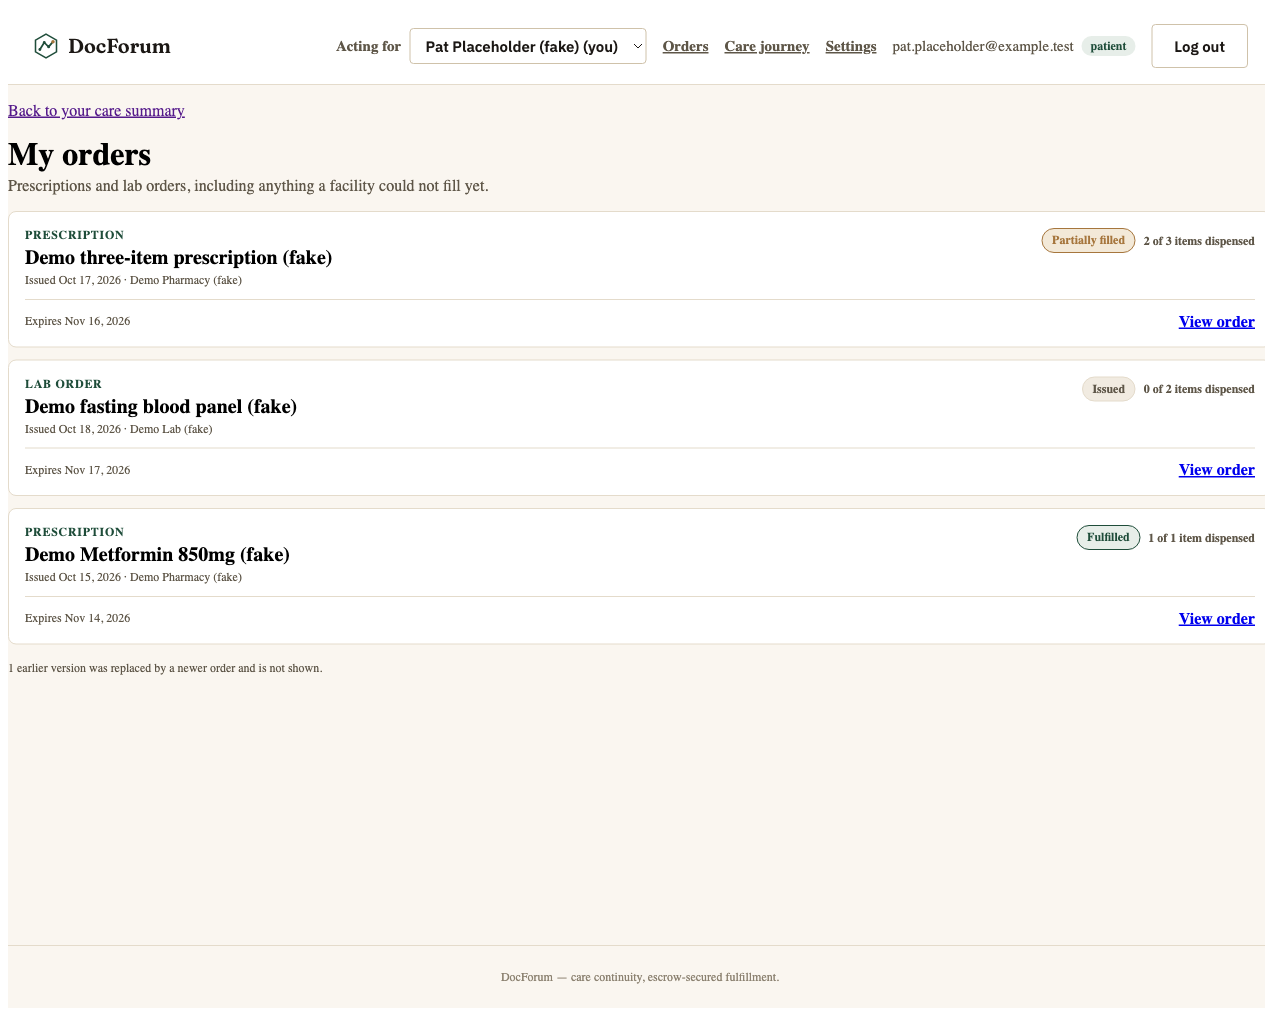 DocForum
Acting for Pat Placeholder (fake) (you) Orders Care journey Settings pat.placeholder@example.test patient Log out
Back to your care summary
My orders
Prescriptions and lab orders, including anything a facility could not fill yet.
PRESCRIPTION
Demo three-item prescription (fake)
Partially filled 2 of 3 items dispensed
Issued Oct 17, 2026 · Demo Pharmacy (fake)
Expires Nov 16, 2026
View order
LAB ORDER
Demo fasting blood panel (fake)
Issued 0 of 2 items dispensed
Issued Oct 18, 2026 · Demo Lab (fake)
Expires Nov 17, 2026
View order
PRESCRIPTION
Demo Metformin 850mg (fake)
Fulfilled 1 of 1 item dispensed
Issued Oct 15, 2026 · Demo Pharmacy (fake)
Expires Nov 14, 2026
View order
1 earlier version was replaced by a newer order and is not shown.
DocForum — care continuity, escrow-secured fulfillment.